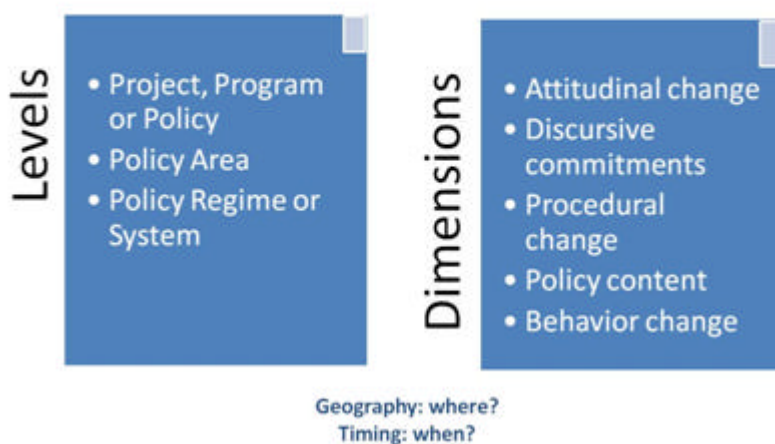 Levels
• Project, Program
or Policy
• Policy Area
• Policy Regime or
System
Dimensions
• Attitudinal change
• Discursive
commitments
• Procedural
change
• Policy content
• Behavior change
Geography: where?
Timing: when?